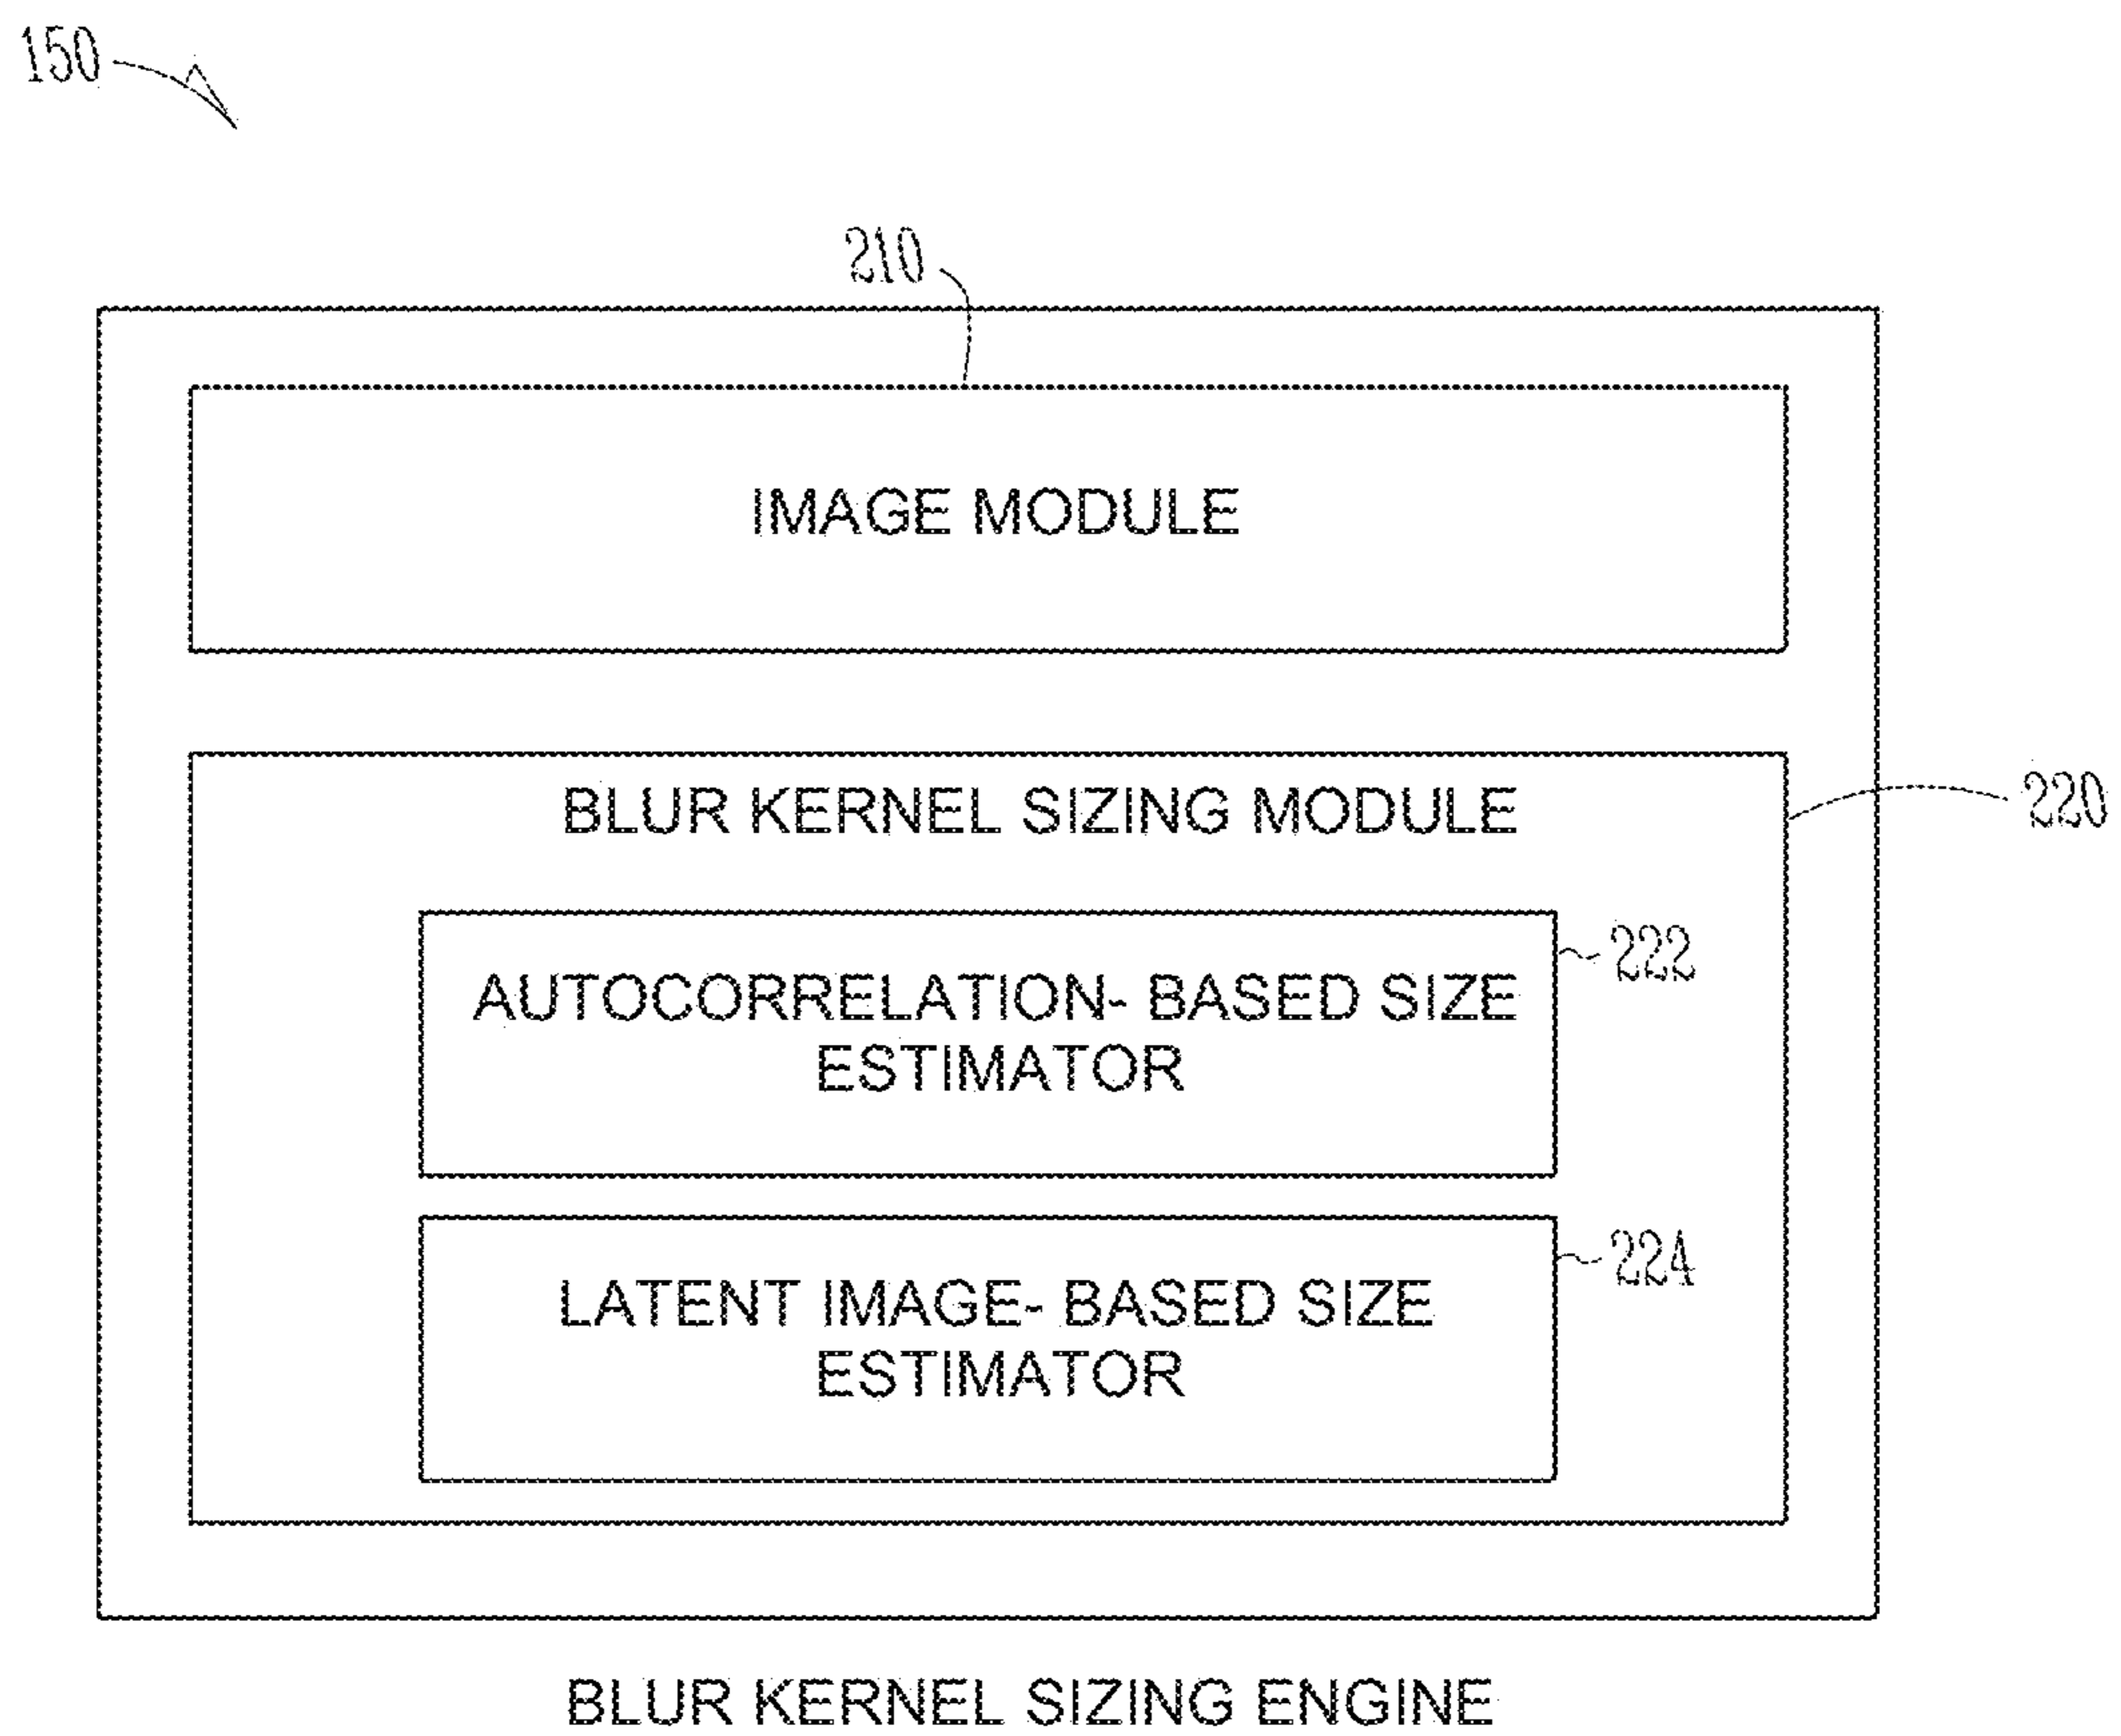 150
210
IMAGE MODULE
BLUR KERNEL SIZING MODULE
220
AUTOCORRELATION- BASED SIZE
ESTIMATOR
222
LATENT IMAGE- BASED SIZE
ESTIMATOR
224
BLUR KERNEL SIZING ENGINE